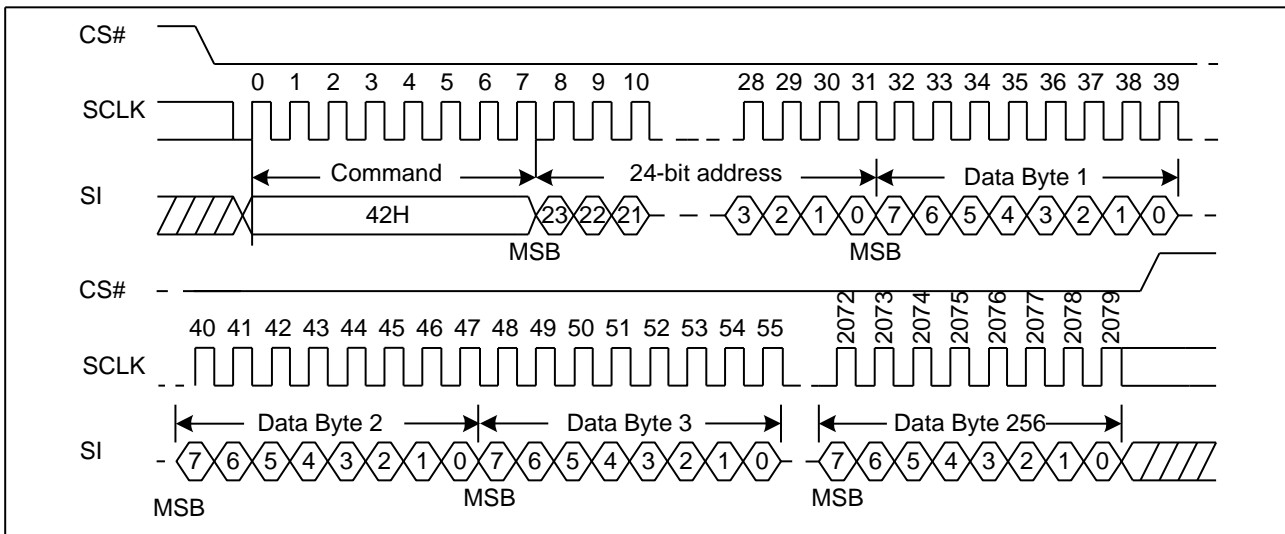 CS#
0 1 2 3 4 5 6 7 8 9 10 28 29 30 31 32 33 34 35 36 37 38 39
SCLK
Command 24-bit address Data Byte 1
SI
42H 23 22 21 3 2 1 0 7 6 5 4 3 2 1 0
MSB MSB
CS#
2072 2073 2074 2075 2076 2077 2078 2079
40 41 42 43 44 45 46 47 48 49 50 51 52 53 54 55
SCLK
Data Byte 2 Data Byte 3 Data Byte 256
SI
7 6 5 4 3 2 1 0 7 6 5 4 3 2 1 0 7 6 5 4 3 2 1 0
MSB MSB MSB